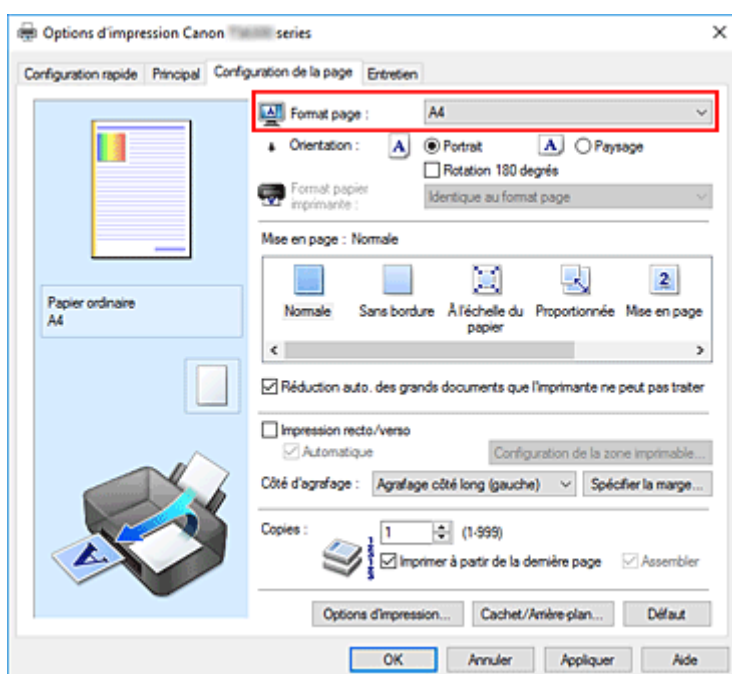 Options d'impression Canon series
Configuration rapide Principal Configuration de la page Entretien
Format page : A4
Orientation : A Portrait A Paysage
Rotation 180 degrés
Format papier
imprimante : Identique au format page
Mise en page : Normale
Normale Sans bordure À l'échelle du Proportionnée 2 Mise en page
papier
Papier ordinaire
A4
Réduction auto. des grands documents que l'imprimante ne peut pas traiter
Impression recto/verso
Automatique Configuration de la zone imprimable...
Côté d'agrafage : Agrafage côté long (gauche) Spécifier la marge...
Copies : 1 (1-999)
Imprimer à partir de la dernière page Assembler
Options d'impression... Cachet/Arrière-plan... Défaut
OK Annuler Appliquer Aide